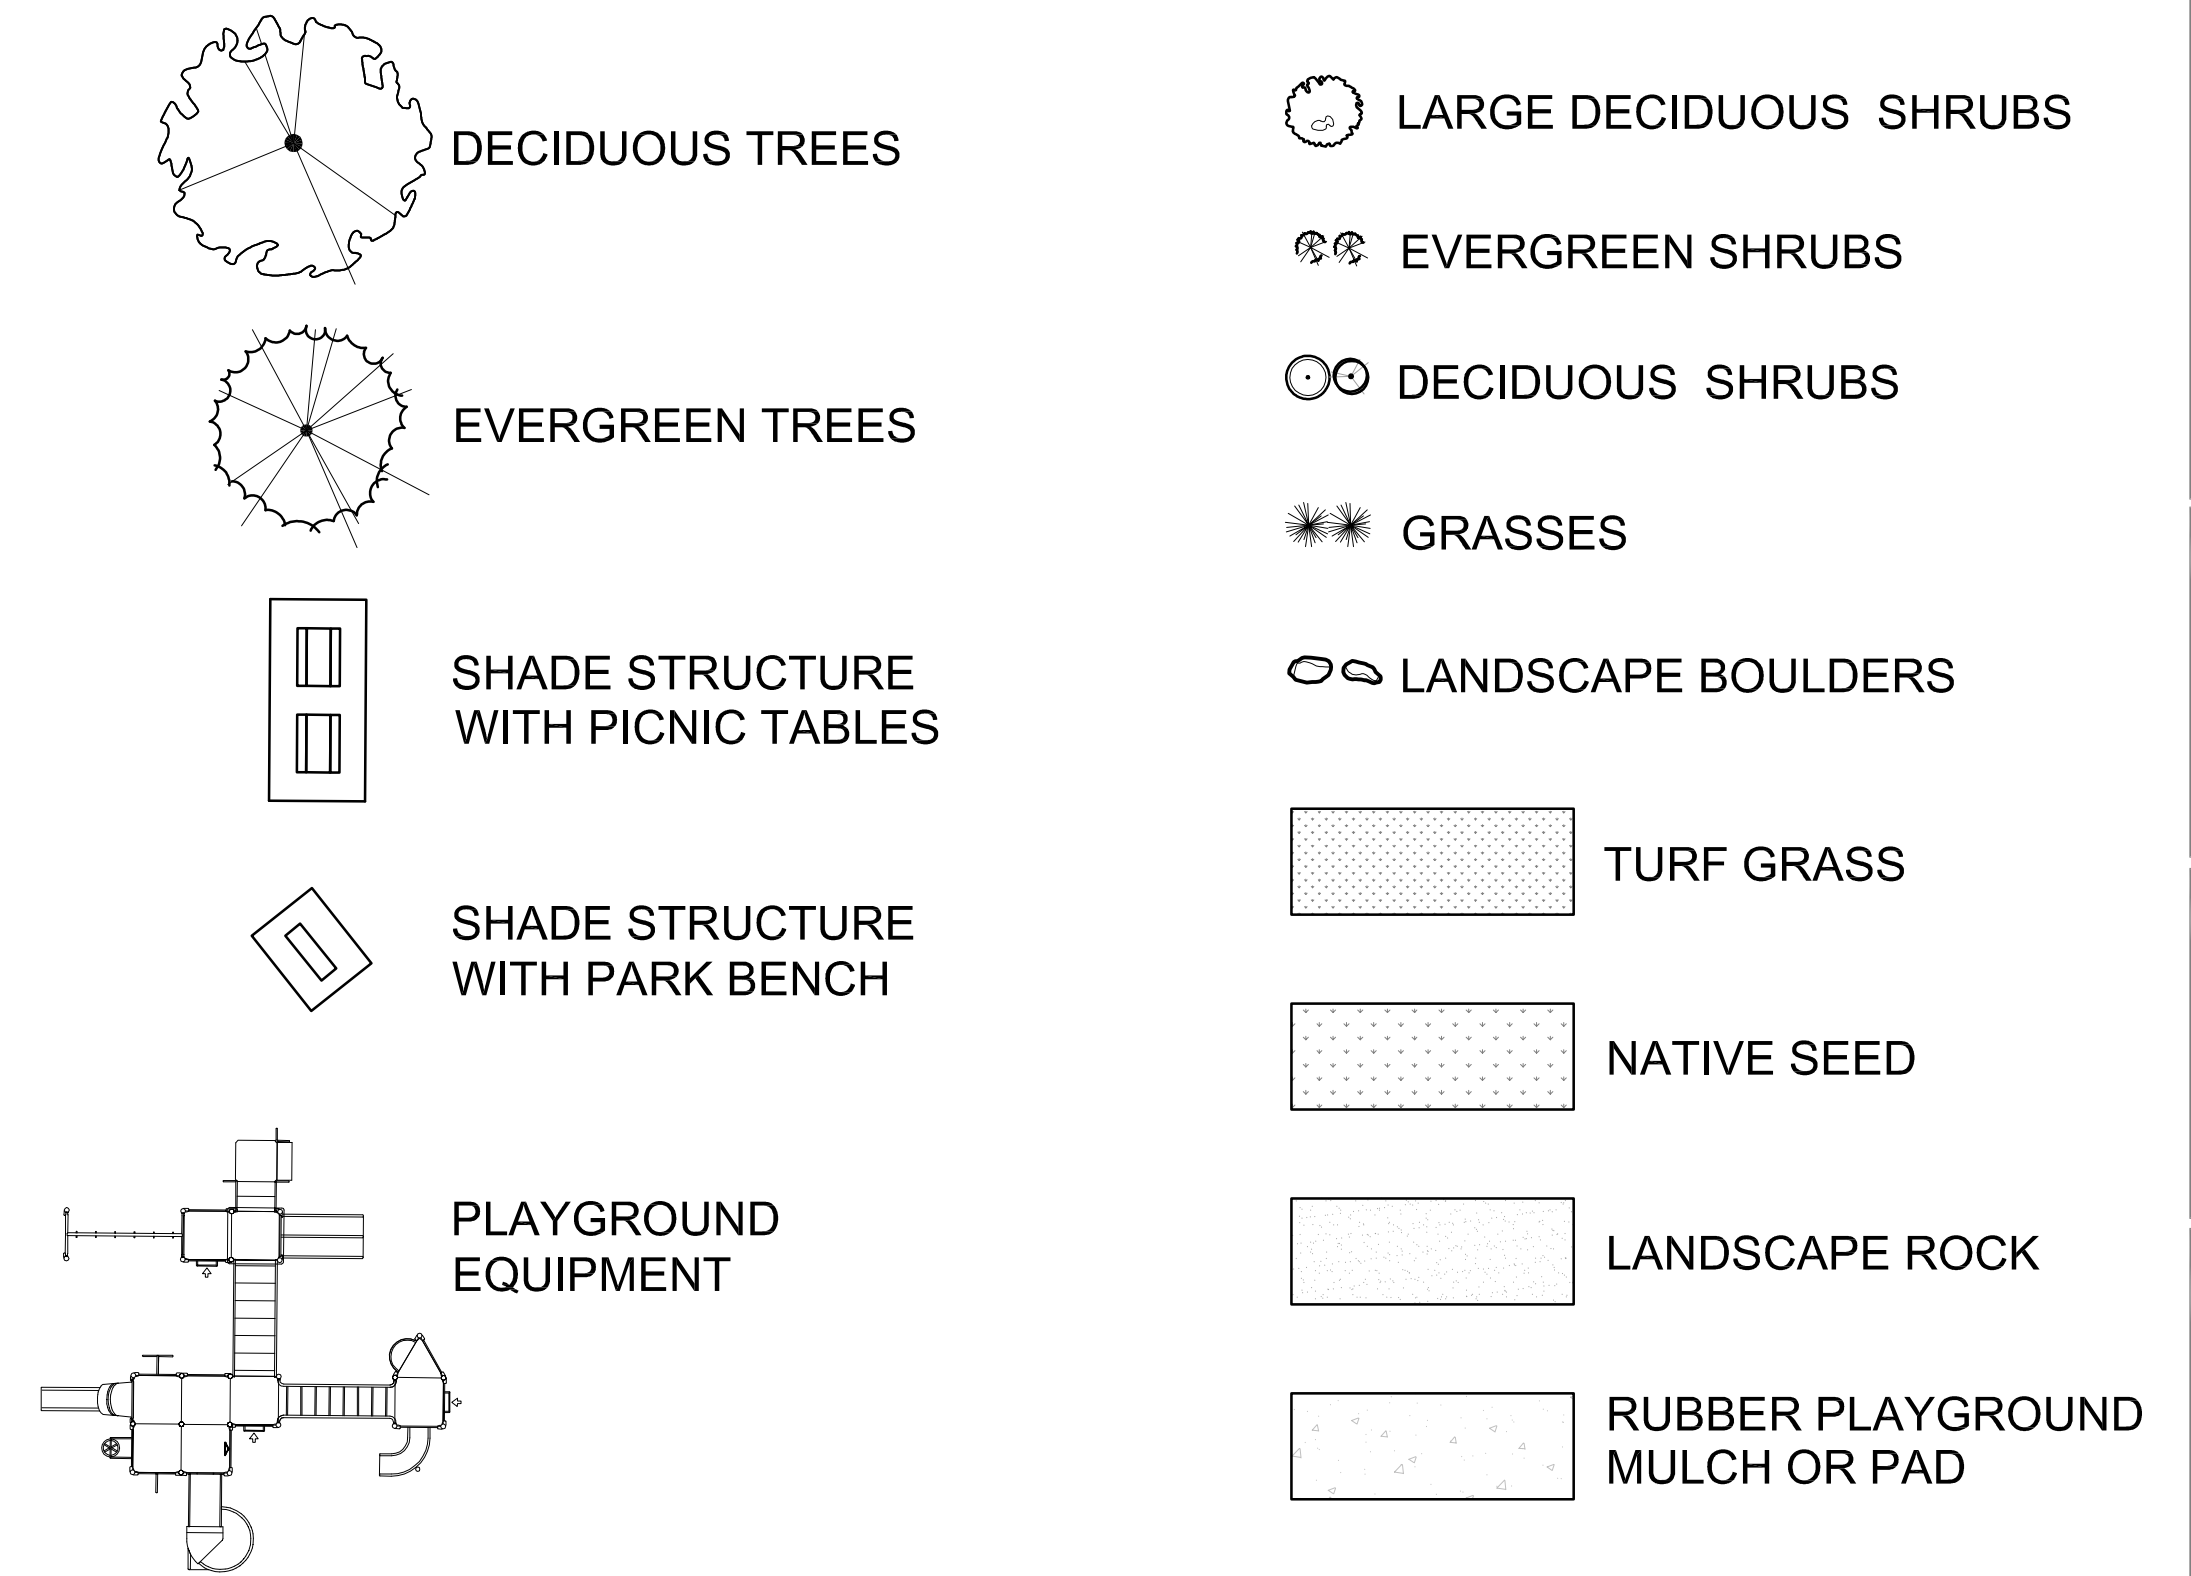 DECIDUOUS TREES
EVERGREEN TREES
SHADE STRUCTURE
WITH PICNIC TABLES
SHADE STRUCTURE
WITH PARK BENCH
PLAYGROUND
EQUIPMENT
LARGE DECIDUOUS SHRUBS
EVERGREEN SHRUBS
DECIDUOUS SHRUBS
GRASSES
LANDSCAPE BOULDERS
TURF GRASS
NATIVE SEED
LANDSCAPE ROCK
RUBBER PLAYGROUND
MULCH OR PAD